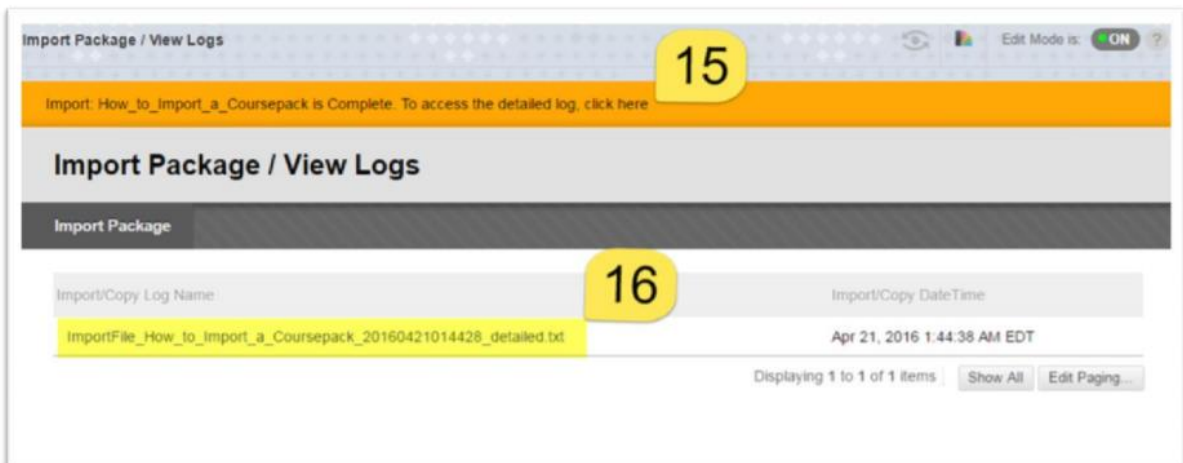 Import Package / View Logs
Edit Mode is: ON ?
15
Import: How_to_Import_a_Coursepack is Complete. To access the detailed log, click here
Import Package / View Logs
Import Package
16
Import/Copy Log Name
Import/Copy DateTime
ImportFile_How_to_Import_a_Coursepack_20160421014428_detailed.txt
Apr 21, 2016 1:44:38 AM EDT
Displaying 1 to 1 of 1 items
Show All
Edit Paging...